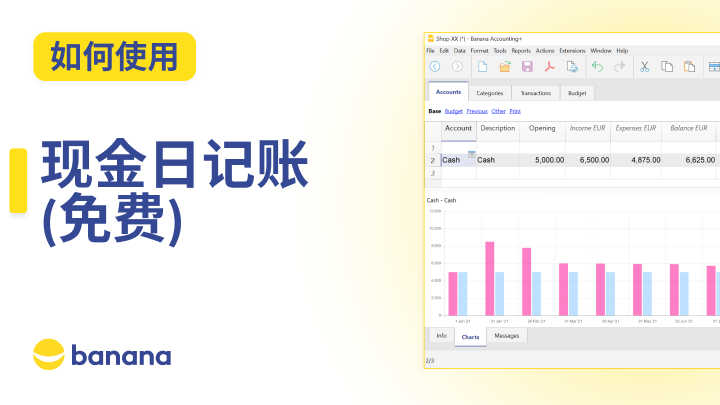 如何使用
现金日记账
(免费)
banana
Shop XX (*) - Banana Accounting+
File Edit Data Format Tools Reports Actions Extensions Window Help
Accounts Categories Transactions Budget
Base Budget Previous Other Print
Account Description Opening Income EUR Expenses EUR Balance EUR
1
2 Cash Cash 5,000.00 6,500.00 4,875.00 6,625.00
3
Cash - Cash
12,000
10,000
8,000
6,000
4,000
2,000
0
1 Jan '21 31 Jan '21 28 Feb '21 31 Mar '21 30 Apr '21 31 May '21 30 Jun '21
Info Charts Messages
2/3